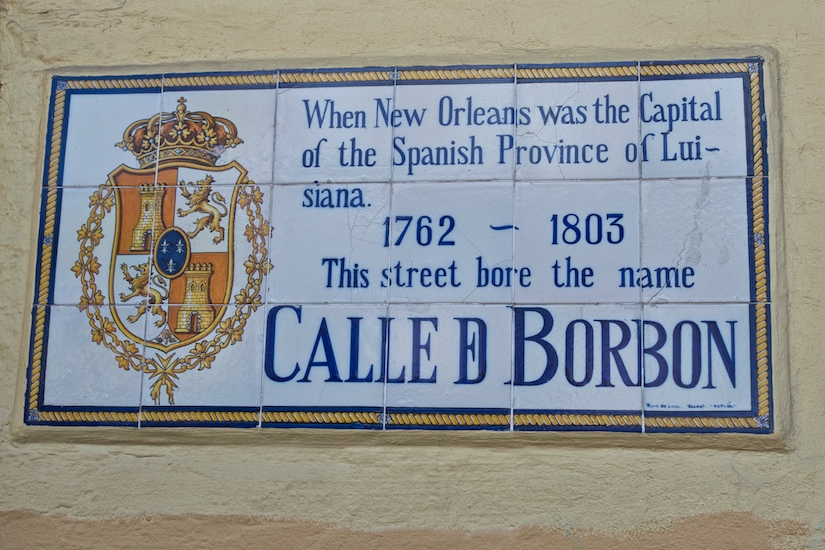 When New Orleans was the Capital
of the Spanish Province of Lui-
siana.
1762 ~ 1803
This street bore the name
CALLE DE BORBON